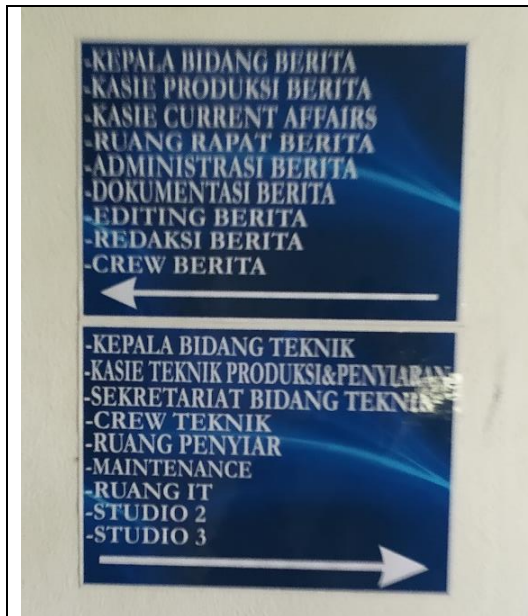 -KEPALA BIDANG BERITA
-KASIE PRODUKSI BERITA
-KASIE CURRENT AFFAIRS
-RUANG RAPAT BERITA
-ADMINISTRASI BERITA
-DOKUMENTASI BERITA
-EDITING BERITA
-REDAKSI BERITA
-CREW BERITA
-KEPALA BIDANG TEKNIK
-KASIE TEKNIK PRODUKSI&PENYIARAN
-SEKRETARIAT BIDANG TEKNIK
-CREW TEKNIK
-RUANG PENYIAR
-MAINTENANCE
-RUANG IT
-STUDIO 2
-STUDIO 3